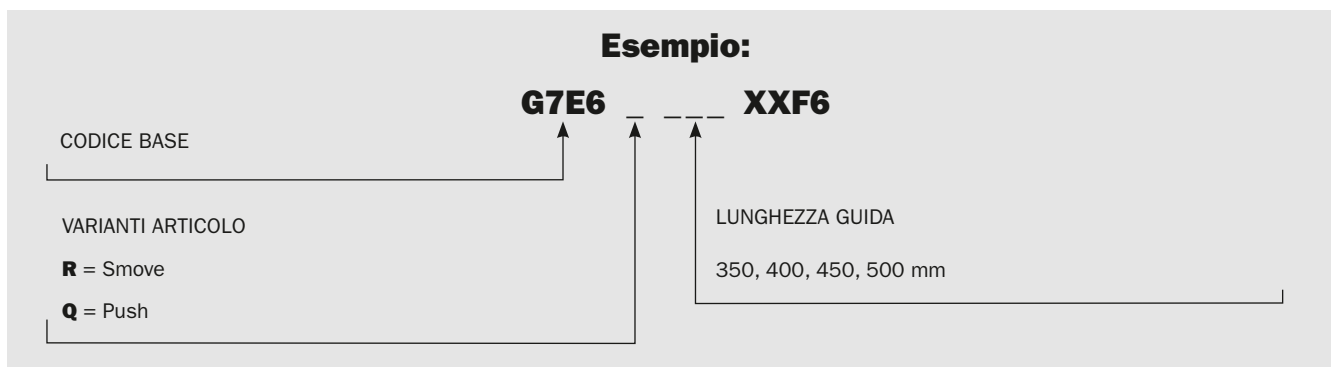 Esempio:
G7E6 _ _ _ _ XXF6
CODICE BASE
VARIANTI ARTICOLO
R = Smove
Q = Push
LUNGHEZZA GUIDA
350, 400, 450, 500 mm